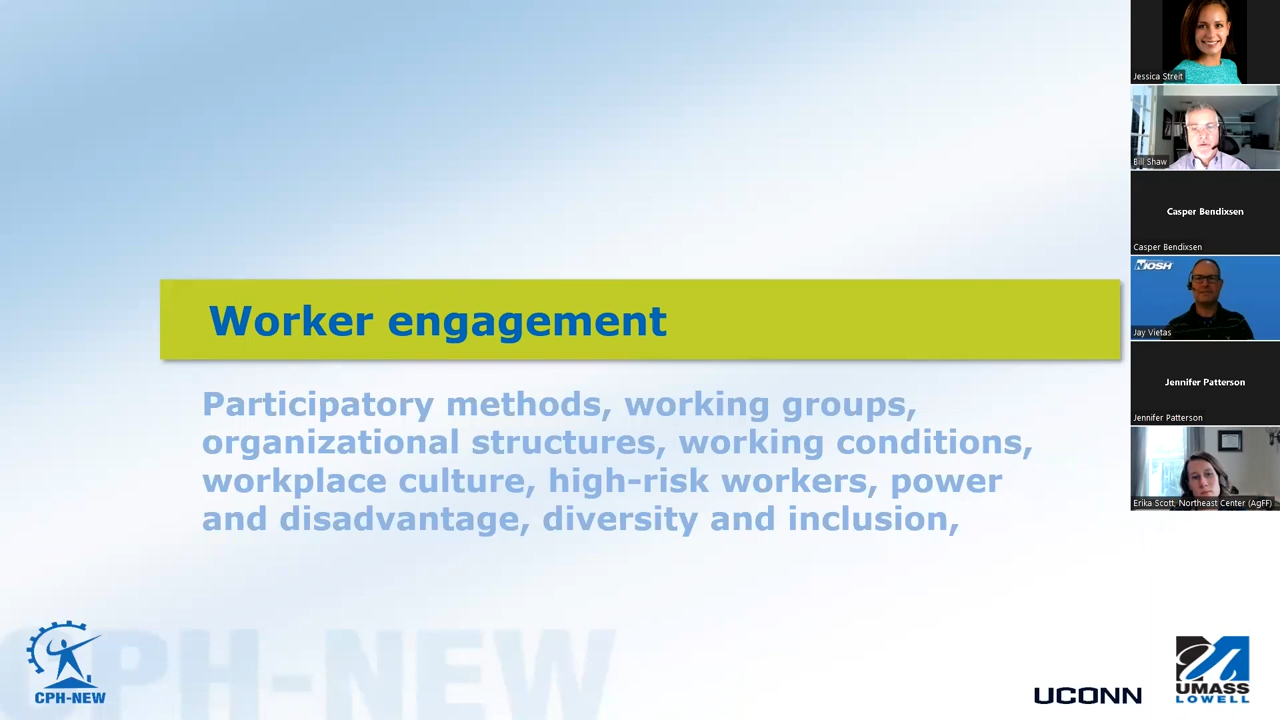 Worker engagement
Participatory methods, working groups,
organizational structures, working conditions,
workplace culture, high-risk workers, power
and disadvantage, diversity and inclusion,
CPH-NEW
CPH-NEW
UCONN
UMASS
LOWELL
Jessica Streit
Bill Shaw
Casper Bendixsen
Casper Bendixsen
NIOSH
Jay Vietas
Jennifer Patterson
Jennifer Patterson
Erika Scott, Northeast Center (AgFF)